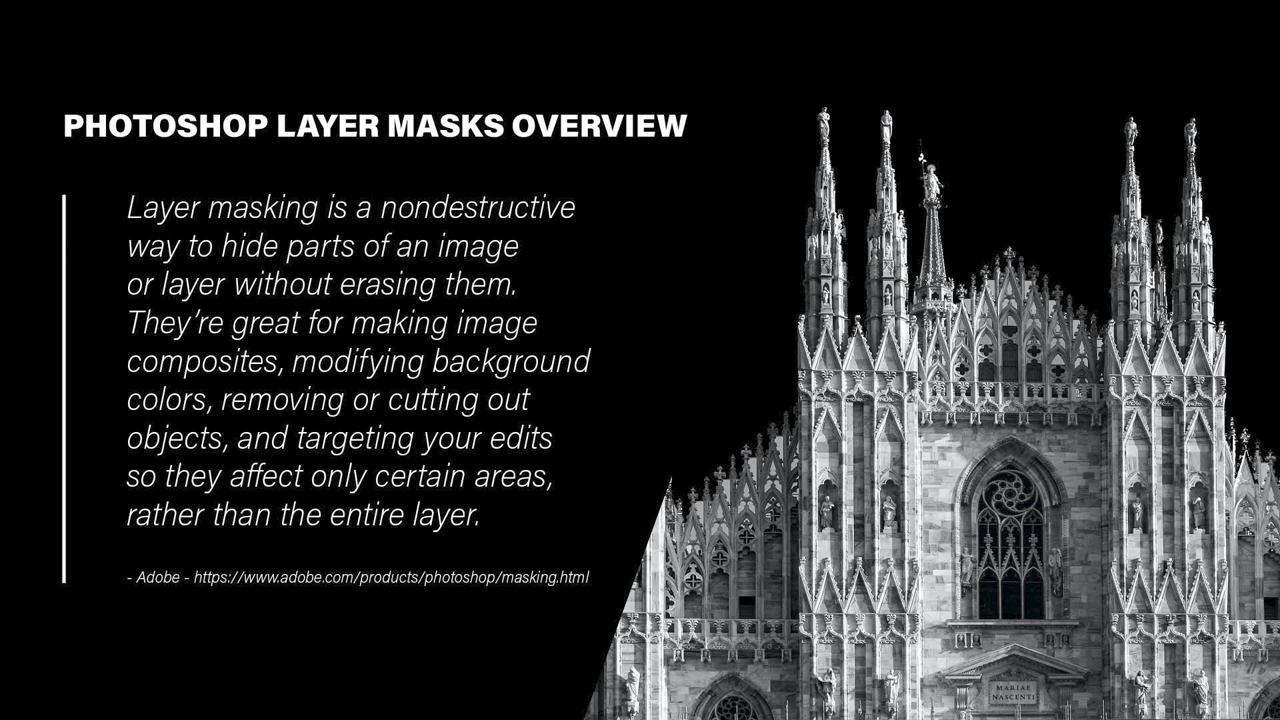 PHOTOSHOP LAYER MASKS OVERVIEW
Layer masking is a nondestructive
way to hide parts of an image
or layer without erasing them.
They’re great for making image
composites, modifying background
colors, removing or cutting out
objects, and targeting your edits
so they affect only certain areas,
rather than the entire layer.
- Adobe - https://www.adobe.com/products/photoshop/masking.html
MARIAE
NASCENTI